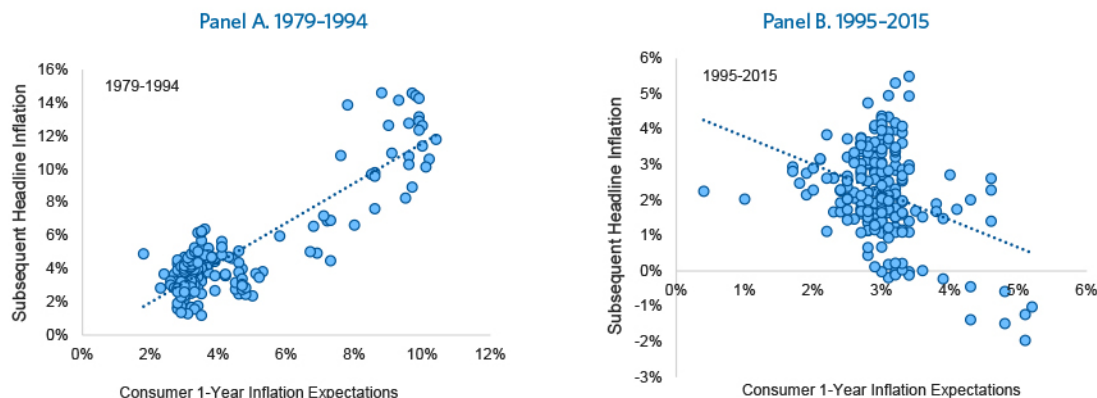 Panel A. 1979–1994
16%
14%
12%
10%
8%
6%
4%
2%
0%
1979-1994
Subsequent Headline Inflation
0% 2% 4% 6% 8% 10% 12%
Consumer 1-Year Inflation Expectations
Panel B. 1995–2015
6%
5%
4%
3%
2%
1%
0%
-1%
-2%
-3%
1995-2015
Subsequent Headline Inflation
0% 1% 2% 3% 4% 5% 6%
Consumer 1-Year Inflation Expectations